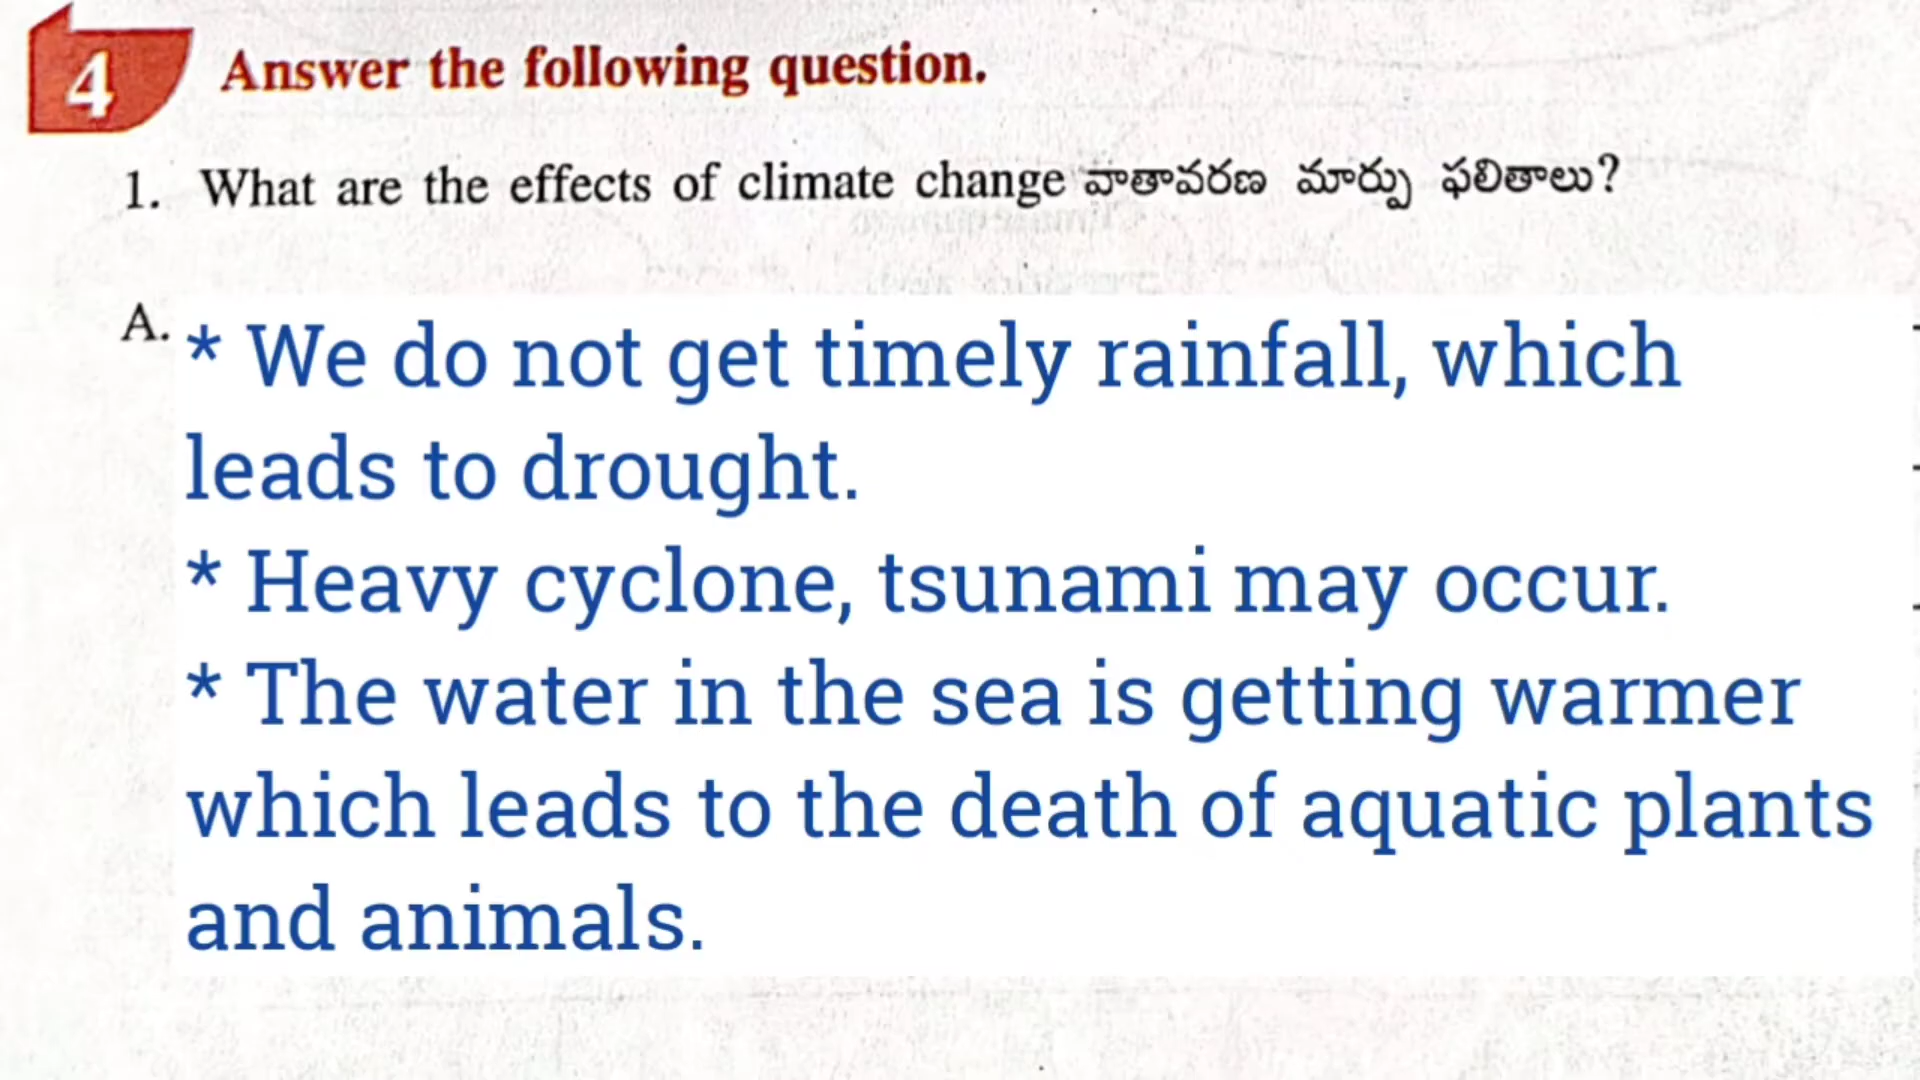 4 Answer the following question.
1. What are the effects of climate change వాతావరణ మార్పు ఫలితాలు?
A. * We do not get timely rainfall, which
leads to drought.
* Heavy cyclone, tsunami may occur.
* The water in the sea is getting warmer
which leads to the death of aquatic plants
and animals.